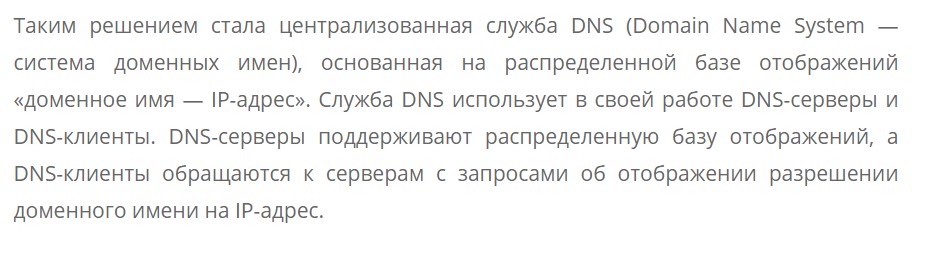 Таким решением стала централизованная служба DNS (Domain Name System —
система доменных имен), основанная на распределенной базе отображений
«доменное имя — IP-адрес». Служба DNS использует в своей работе DNS-серверы и
DNS-клиенты. DNS-серверы поддерживают распределенную базу отображений, а
DNS-клиенты обращаются к серверам с запросами об отображении разрешении
доменного имени на IP-адрес.